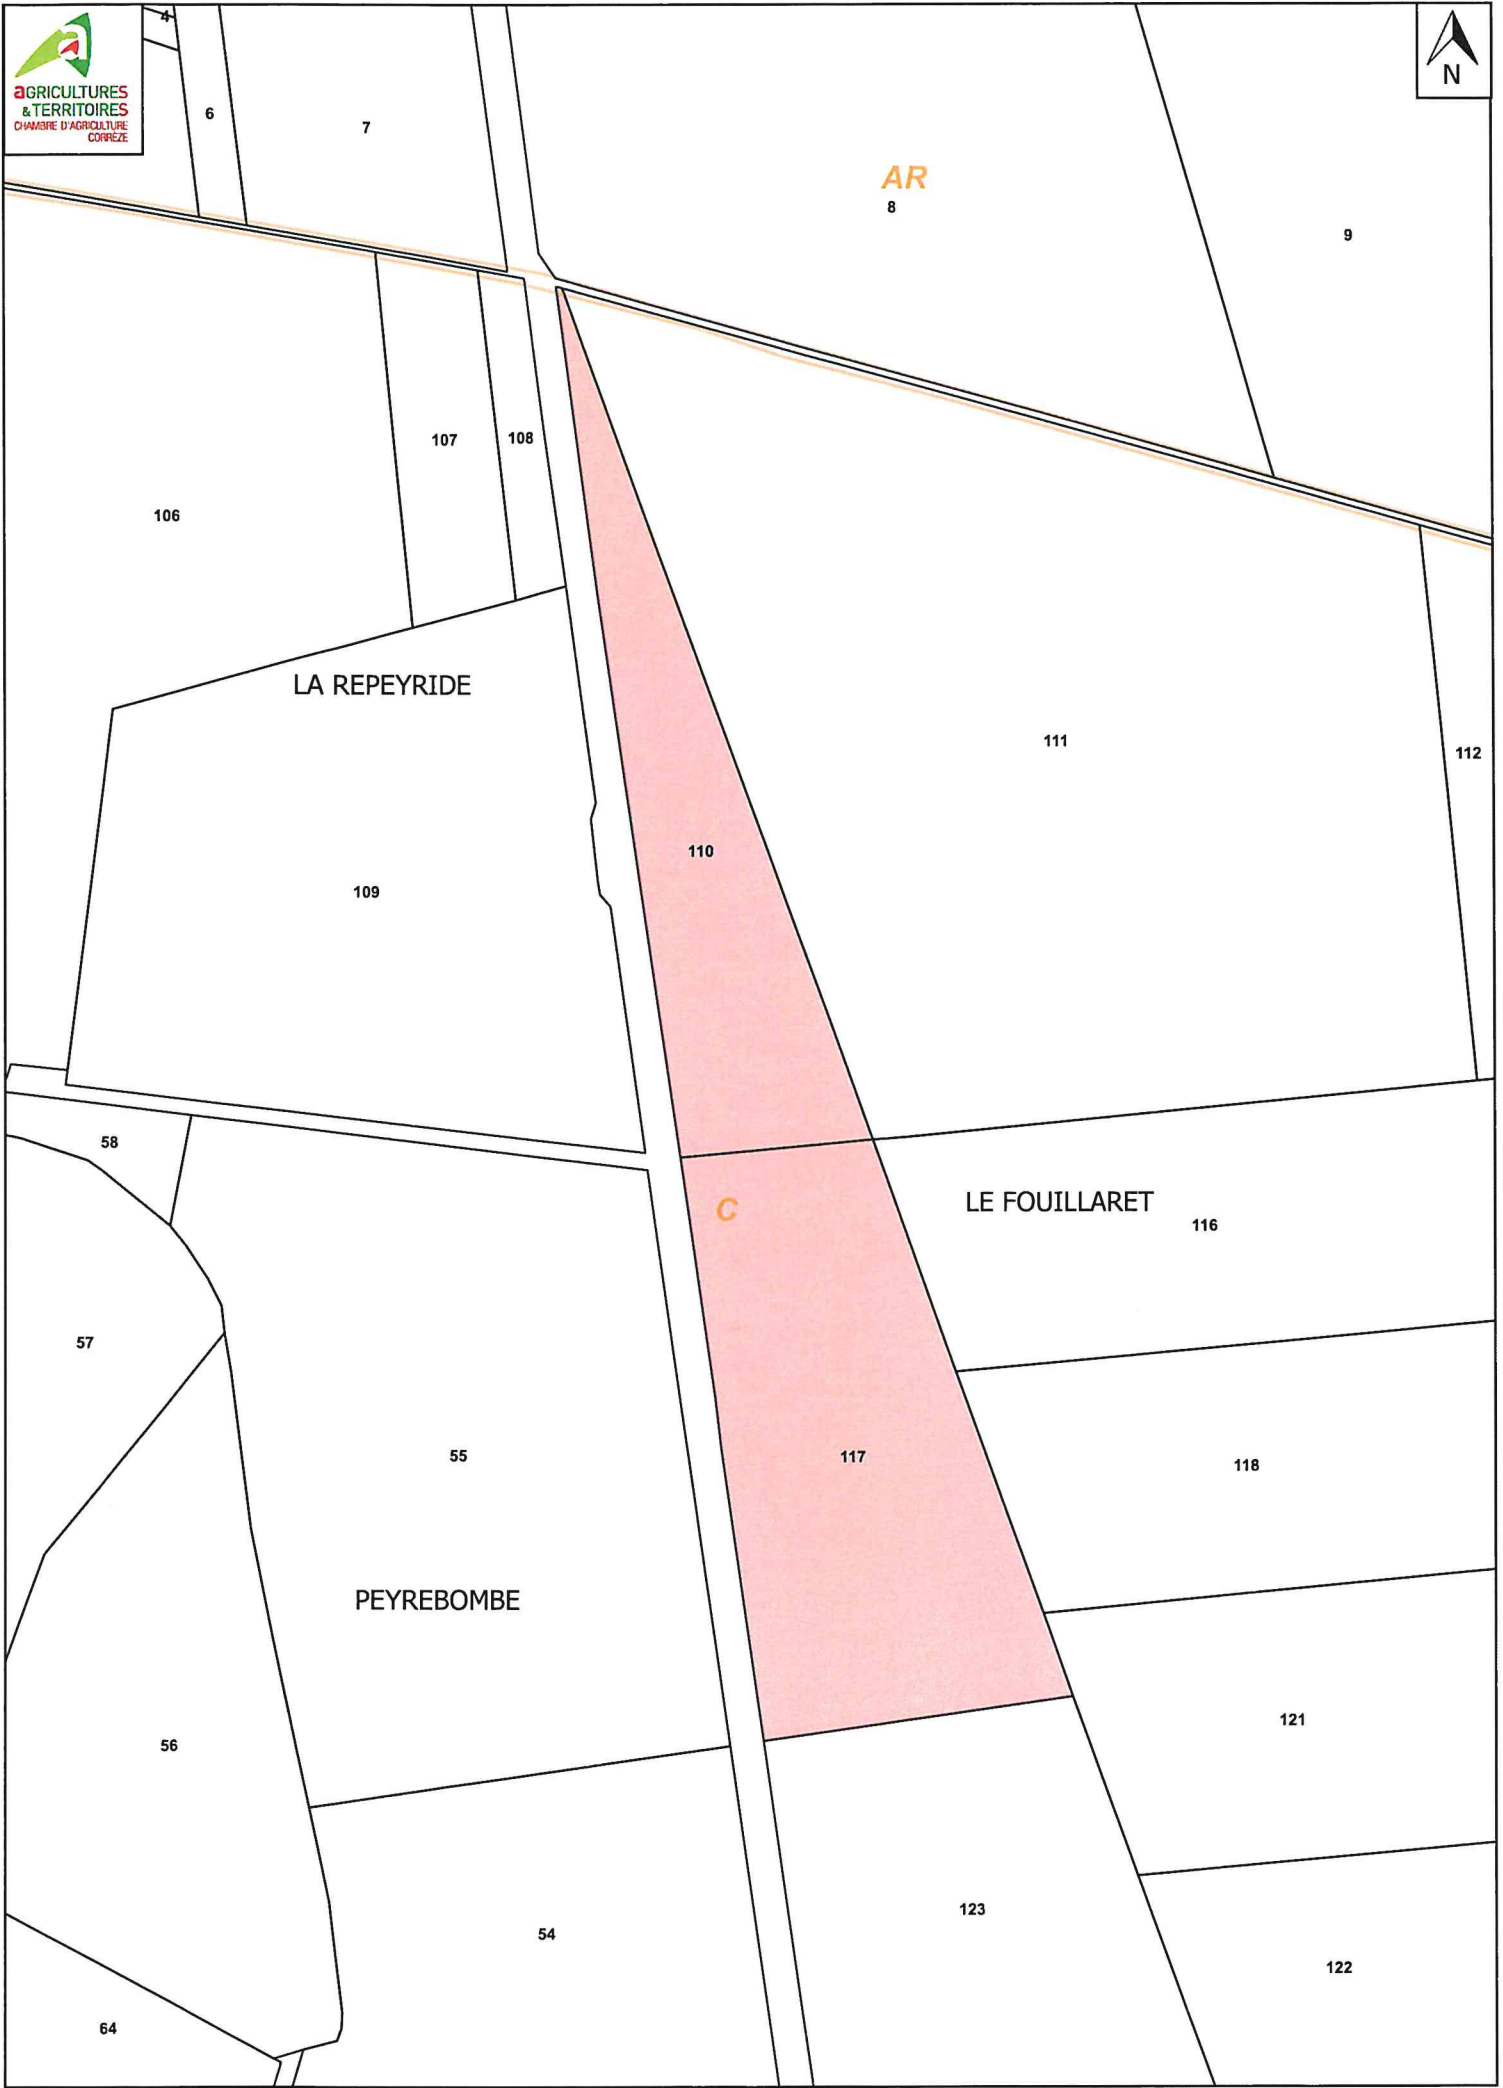 4
aGRICULTURES
& TERRITOIRES
CHAMBRE D'AGRICULTURE
CORRÈZE
N
6
7
AR
8
9
107
108
106
LA REPEYRIDE
111
112
110
109
58
C
LE FOUILLARET
116
57
55
117
118
PEYREBOMBE
121
56
123
54
122
64